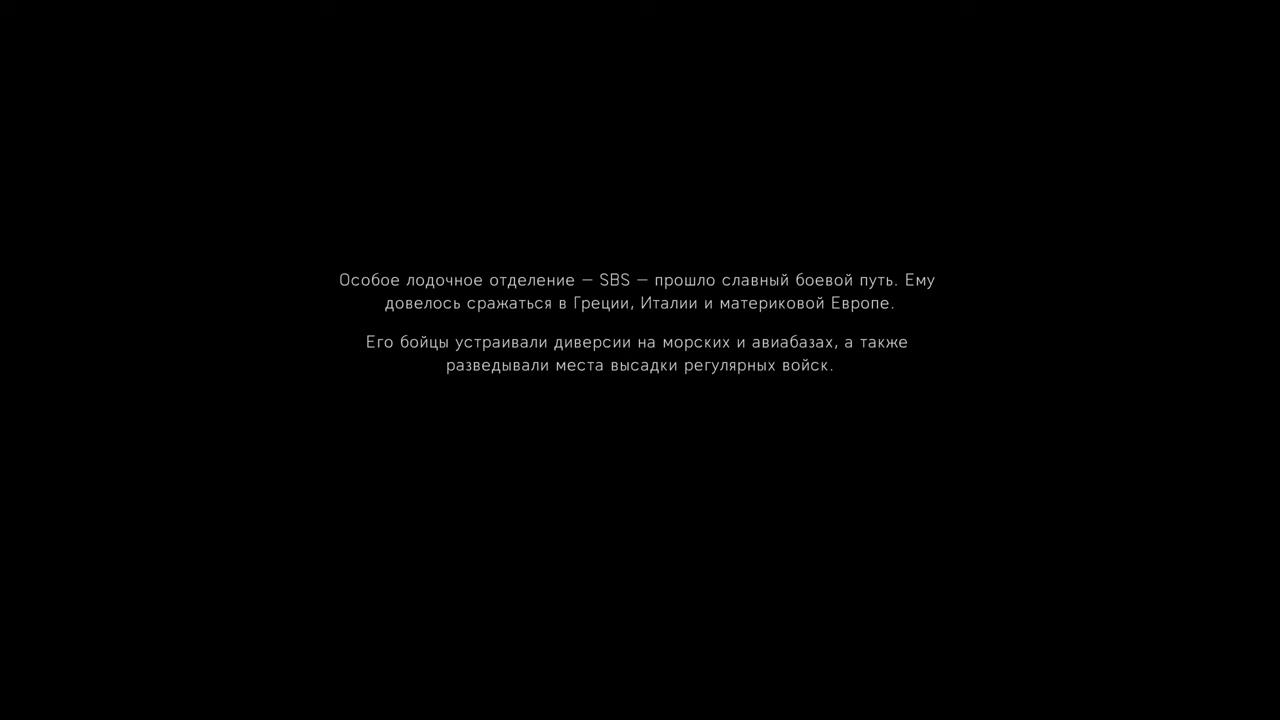 Особое лодочное отделение – SBS – прошло славный боевой путь. Ему
довелось сражаться в Греции, Италии и материковой Европе.
Его бойцы устраивали диверсии на морских и авиабазах, а также
разведывали места высадки регулярных войск.